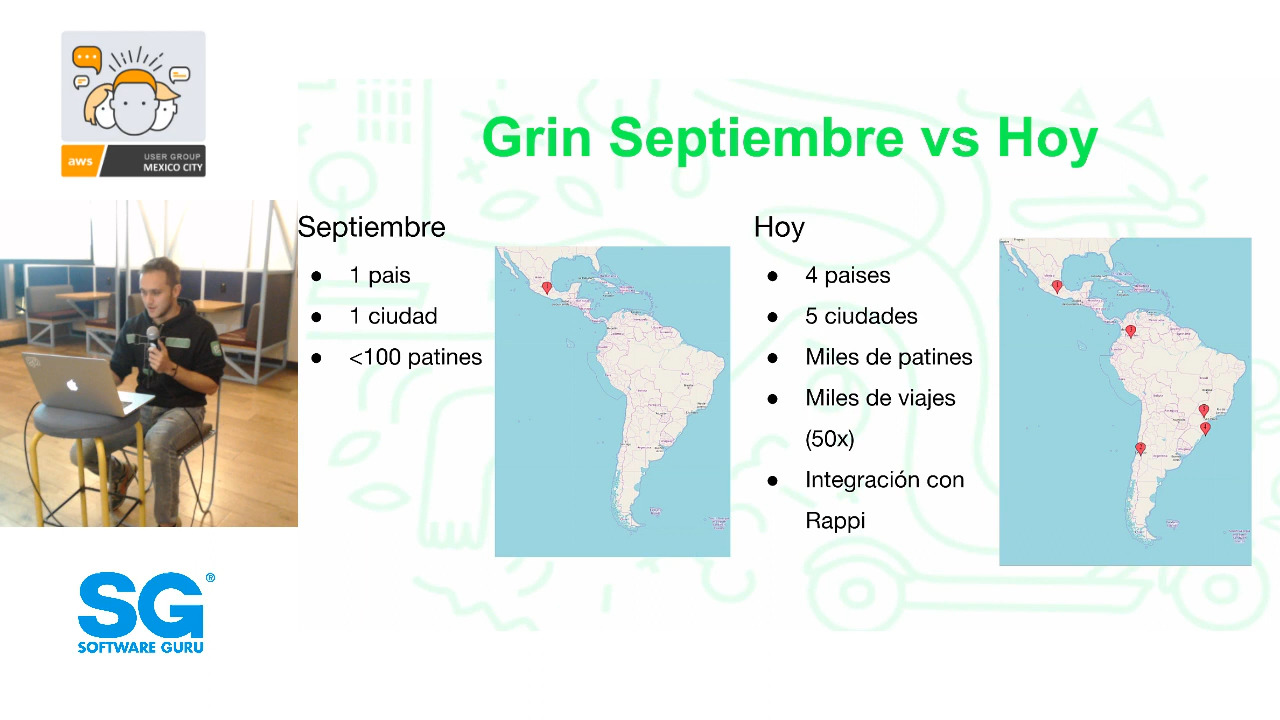 aws
USER GROUP
MEXICO CITY
Grin Septiembre vs Hoy
Septiembre
● 1 pais
● 1 ciudad
● <100 patines
Hoy
● 4 paises
● 5 ciudades
● Miles de patines
● Miles de viajes
(50x)
● Integración con
Rappi
SG®
SOFTWARE GURU